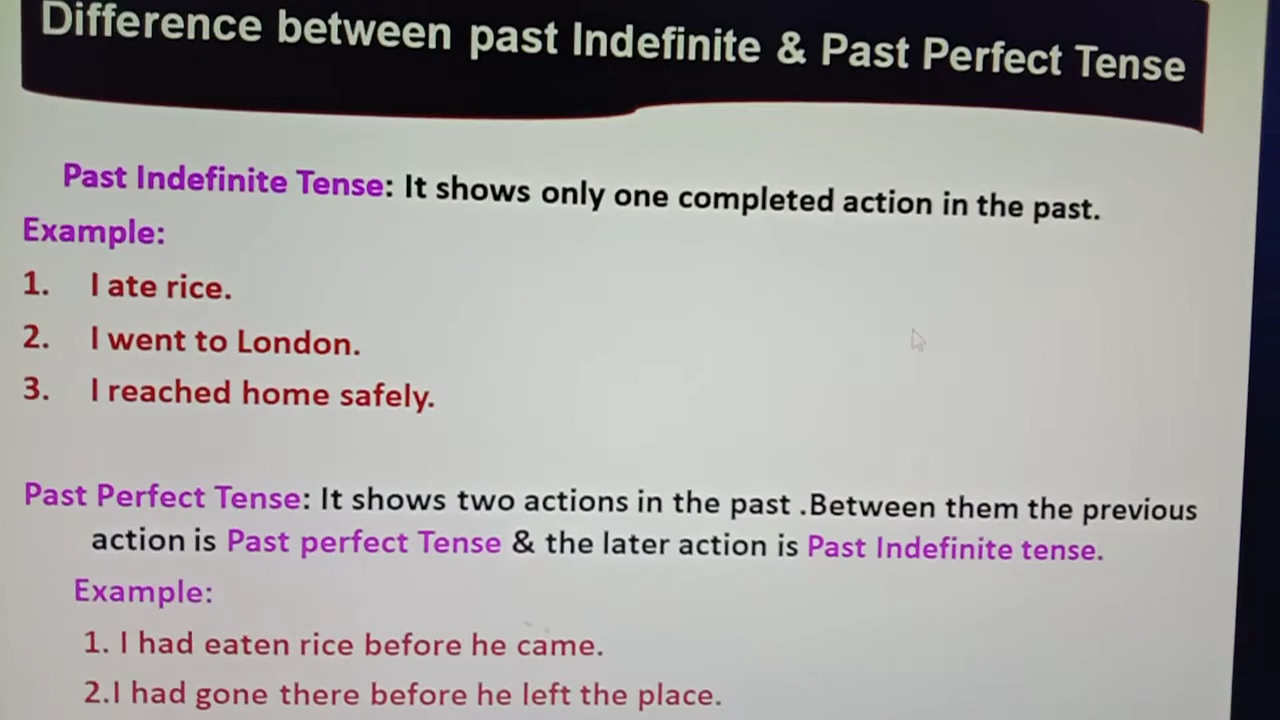 Difference between past Indefinite & Past Perfect Tense
Past Indefinite Tense: It shows only one completed action in the past.
Example:
1. I ate rice.
2. I went to London.
3. I reached home safely.
Past Perfect Tense: It shows two actions in the past .Between them the previous
action is Past perfect Tense & the later action is Past Indefinite tense.
Example:
1. I had eaten rice before he came.
2.I had gone there before he left the place.